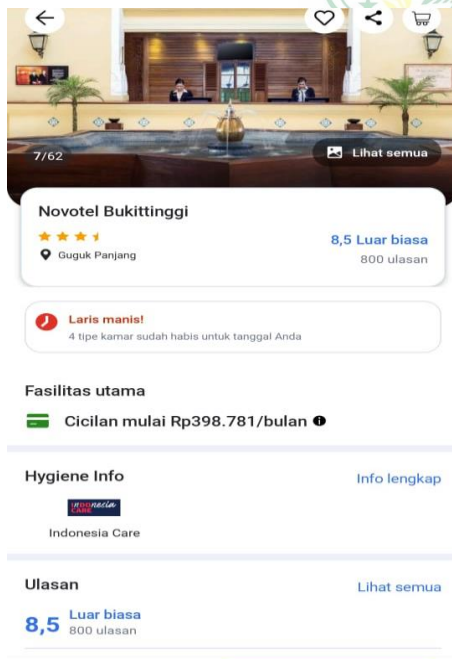 7/62
Lihat semua
Novotel Bukittinggi
8,5 Luar biasa
Guguk Panjang
800 ulasan
Laris manis!
4 tipe kamar sudah habis untuk tanggal Anda
Fasilitas utama
Cicilan mulai Rp398.781/bulan
Hygiene Info
Info lengkap
indonesia
CARE
Indonesia Care
Ulasan
Lihat semua
8,5
Luar biasa
800 ulasan